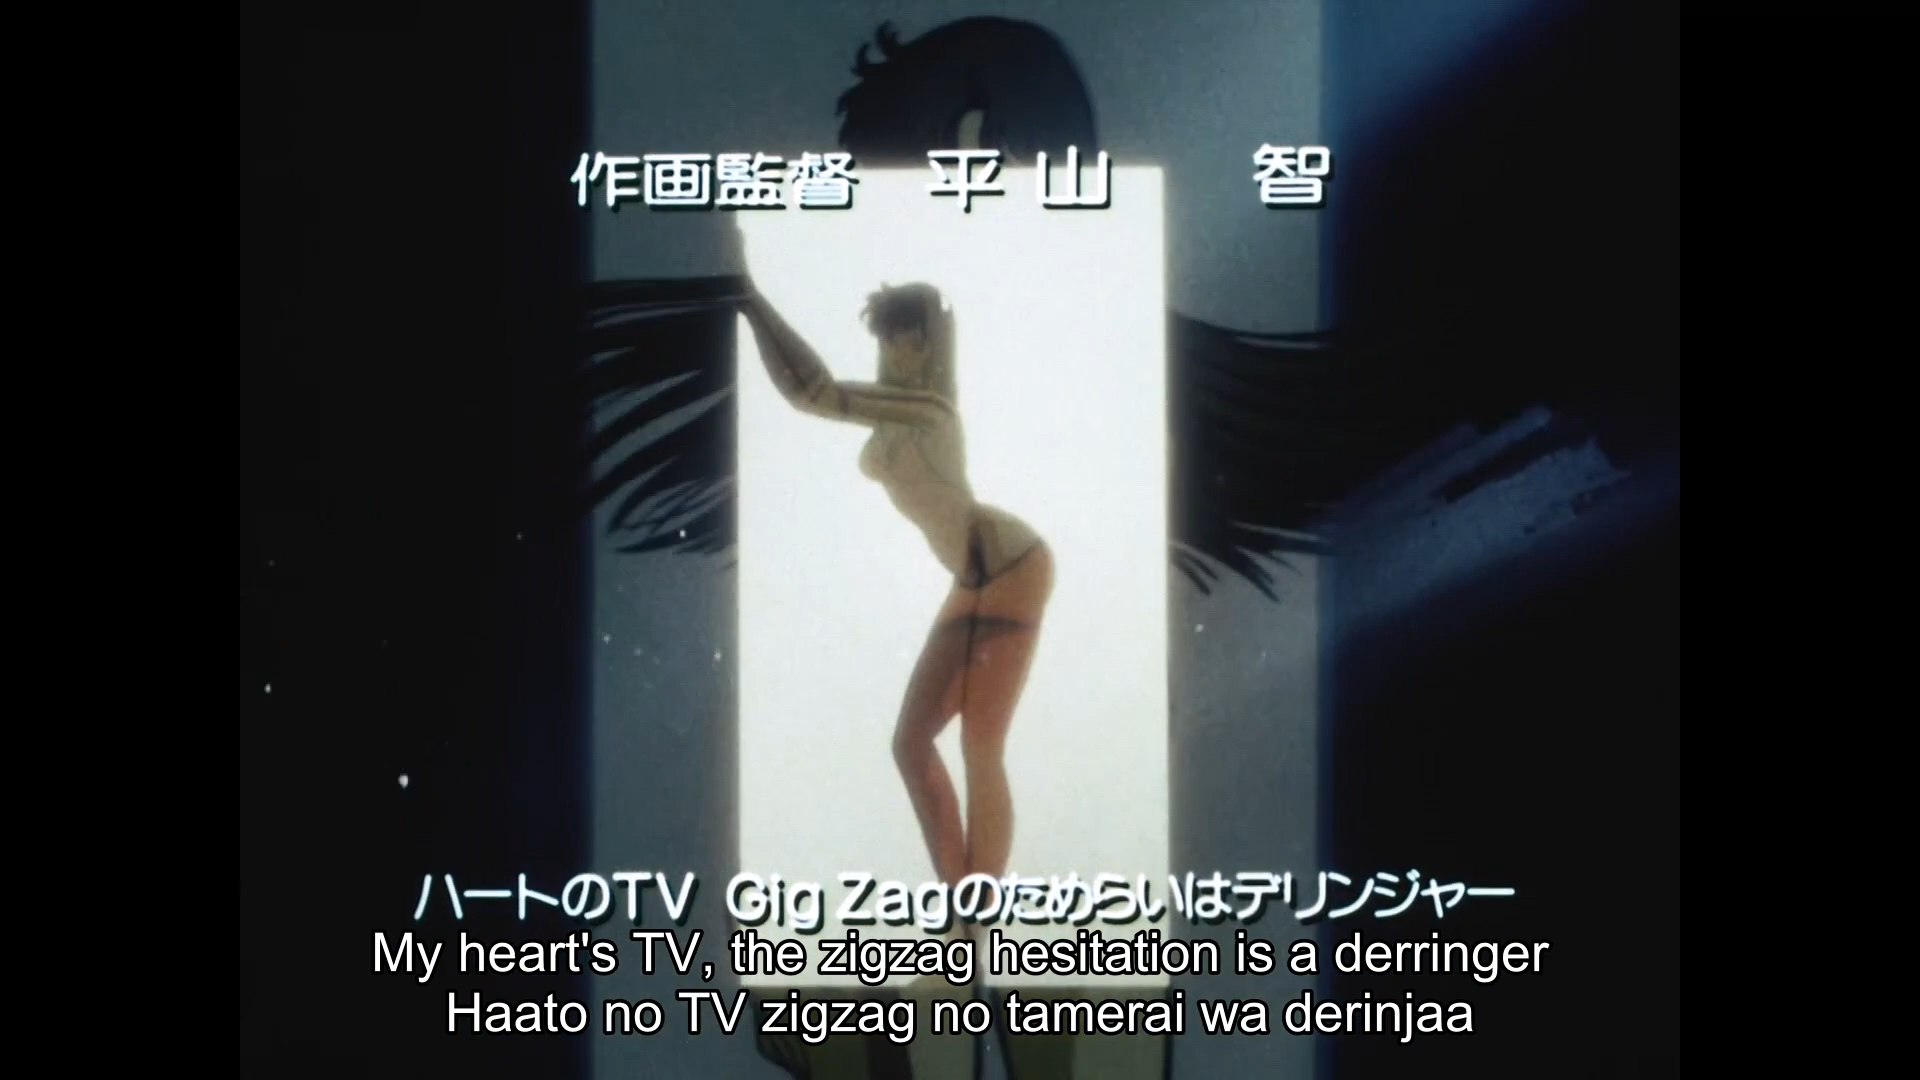 作画監督 平山 智
ハートのTV Gig Zagのためらいはデリンジャー
My heart's TV, the zigzag hesitation is a derringer
Haato no TV zigzag no tamerai wa derinjaa